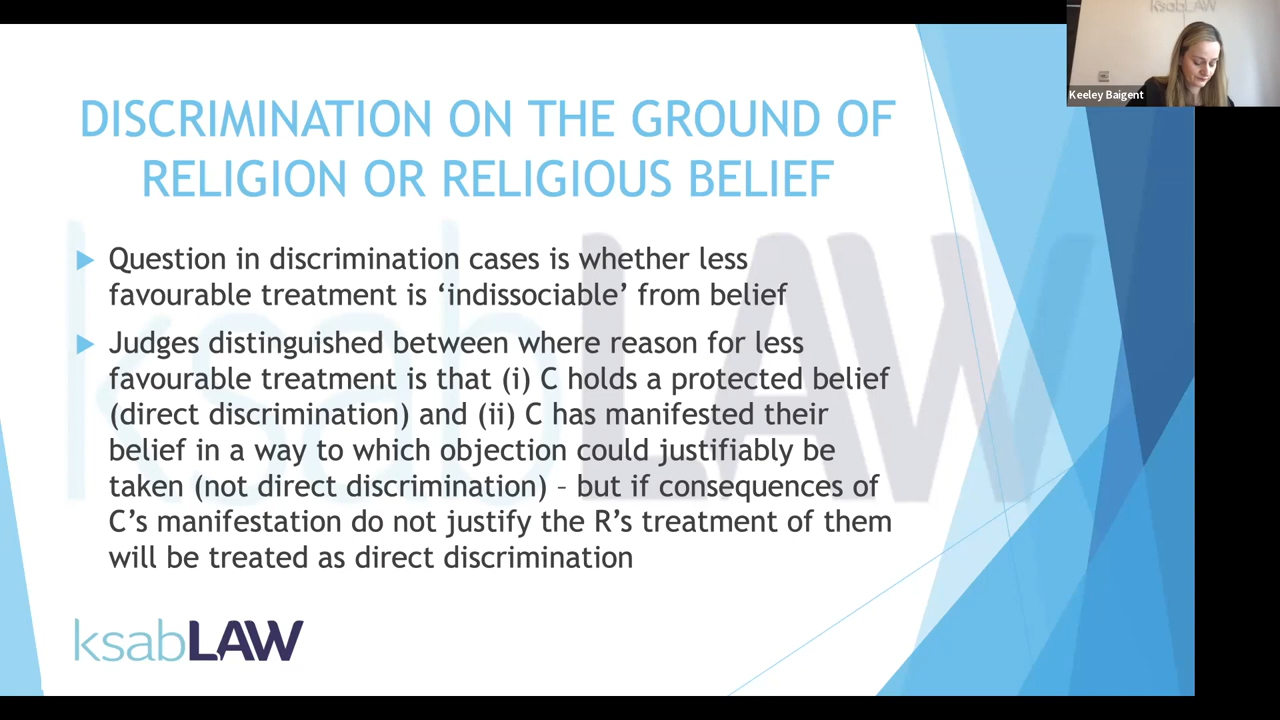 ksabLAW
Keeley Baigent
DISCRIMINATION ON THE GROUND OF
RELIGION OR RELIGIOUS BELIEF
Question in discrimination cases is whether less
favourable treatment is ‘indissociable’ from belief
Judges distinguished between where reason for less
favourable treatment is that (i) C holds a protected belief
(direct discrimination) and (ii) C has manifested their
belief in a way to which objection could justifiably be
taken (not direct discrimination) – but if consequences of
C’s manifestation do not justify the R’s treatment of them
will be treated as direct discrimination
ksabLAW
ksabLAW